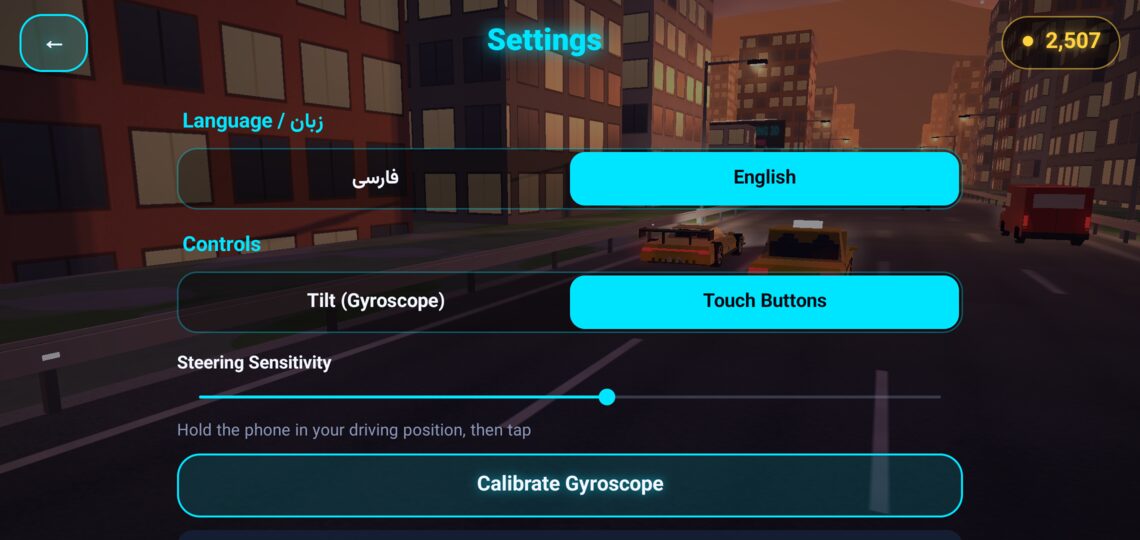 ←
Settings
2,507
Language / زبان
فارسی
English
Controls
Tilt (Gyroscope)
Touch Buttons
Steering Sensitivity
Hold the phone in your driving position, then tap
Calibrate Gyroscope